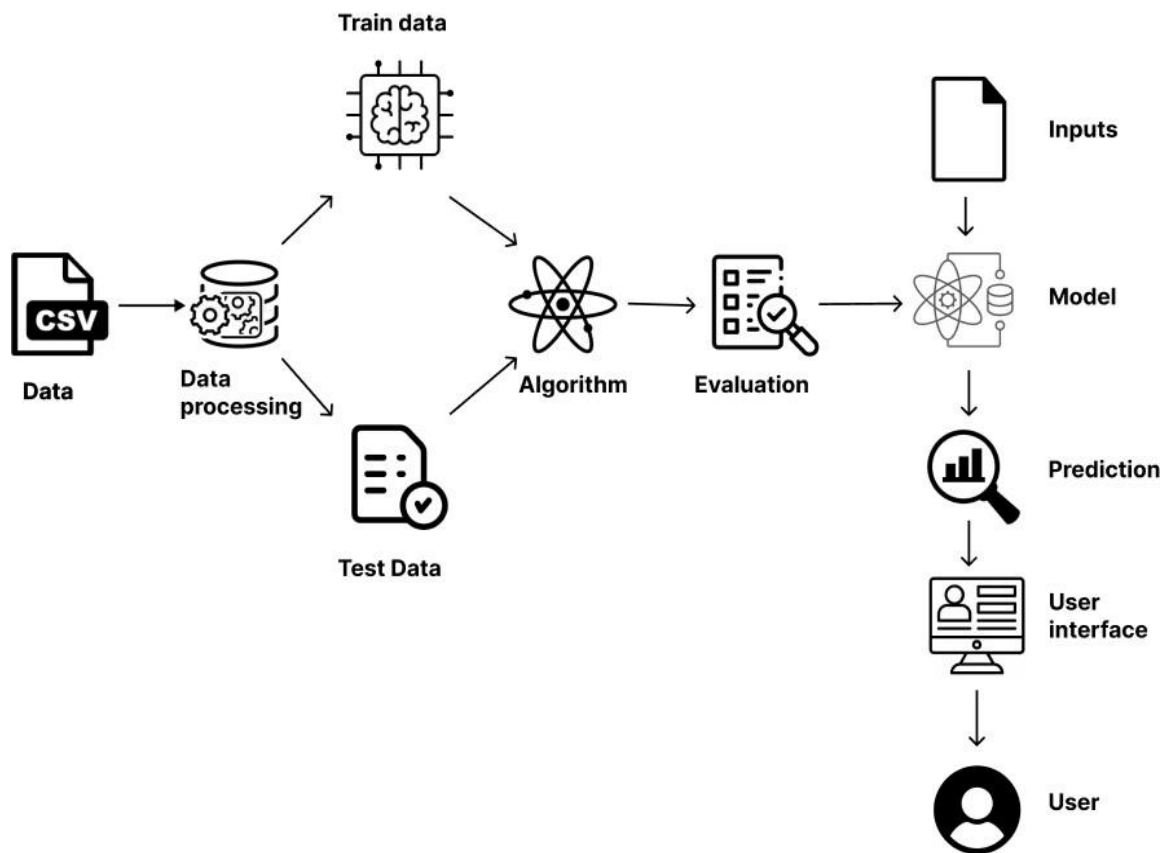 Train data
Inputs
CSV
Data
Data
processing
Algorithm
Evaluation
Model
Test Data
Prediction
User
interface
User